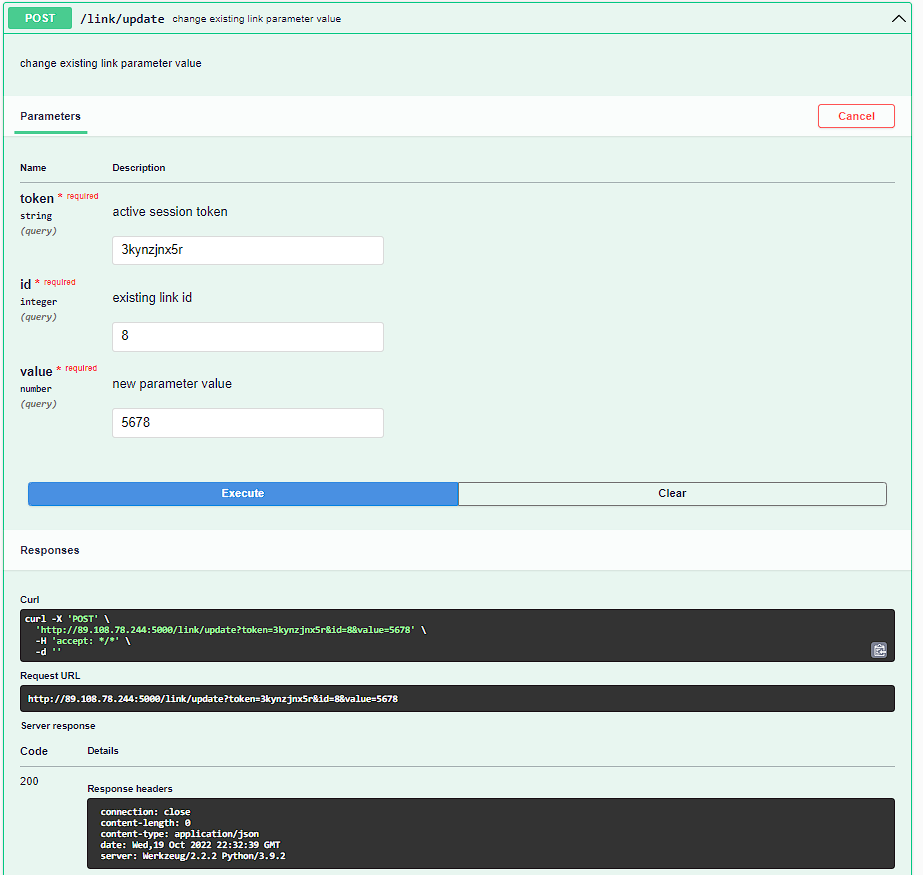 POST /link/update change existing link parameter value
change existing link parameter value
Parameters Cancel
Name Description
token * required
string
(query)
active session token
3kynzjnx5r
id * required
integer
(query)
existing link id
8
value * required
number
(query)
new parameter value
5678
Execute Clear
Responses
Curl
curl -X 'POST' \
'http://89.108.78.244:5000/link/update?token=3kynzjnx5r&id=8&value=5678' \
-H 'accept: */*' \
-d ''
Request URL
http://89.108.78.244:5000/link/update?token=3kynzjnx5r&id=8&value=5678
Server response
Code Details
200
Response headers
connection: close
content-length: 0
content-type: application/json
date: Wed,19 Oct 2022 22:32:39 GMT
server: Werkzeug/2.2.2 Python/3.9.2